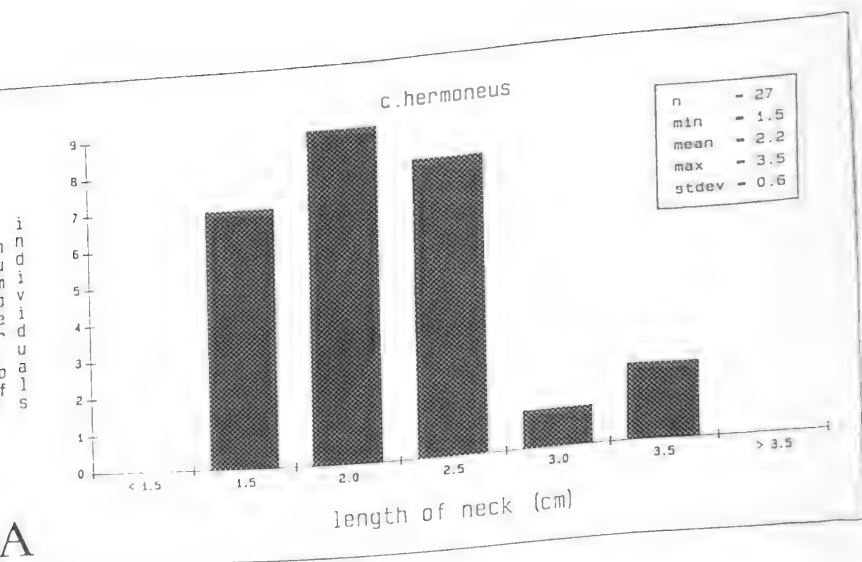 c.hermoneus
n = 27
min = 1.5
mean = 2.2
max = 3.5
stdev = 0.6
9
8
7
6
5
4
3
2
1
0
individuals
< 1.5 1.5 2.0 2.5 3.0 3.5 > 3.5
length of neck (cm)
A